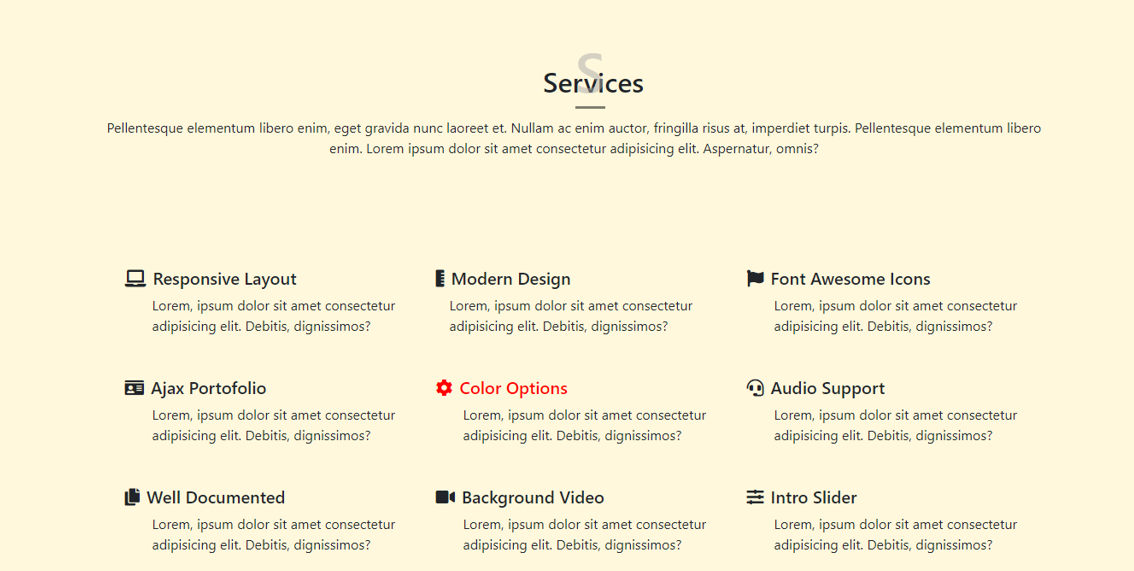 S
Services
Pellentesque elementum libero enim, eget gravida nunc laoreet et. Nullam ac enim auctor, fringilla risus at, imperdiet turpis. Pellentesque elementum libero
enim. Lorem ipsum dolor sit amet consectetur adipisicing elit. Aspernatur, omnis?
Responsive Layout
Lorem, ipsum dolor sit amet consectetur
adipisicing elit. Debitis, dignissimos?
Modern Design
Lorem, ipsum dolor sit amet consectetur
adipisicing elit. Debitis, dignissimos?
Font Awesome Icons
Lorem, ipsum dolor sit amet consectetur
adipisicing elit. Debitis, dignissimos?
Ajax Portofolio
Lorem, ipsum dolor sit amet consectetur
adipisicing elit. Debitis, dignissimos?
Color Options
Lorem, ipsum dolor sit amet consectetur
adipisicing elit. Debitis, dignissimos?
Audio Support
Lorem, ipsum dolor sit amet consectetur
adipisicing elit. Debitis, dignissimos?
Well Documented
Lorem, ipsum dolor sit amet consectetur
adipisicing elit. Debitis, dignissimos?
Background Video
Lorem, ipsum dolor sit amet consectetur
adipisicing elit. Debitis, dignissimos?
Intro Slider
Lorem, ipsum dolor sit amet consectetur
adipisicing elit. Debitis, dignissimos?